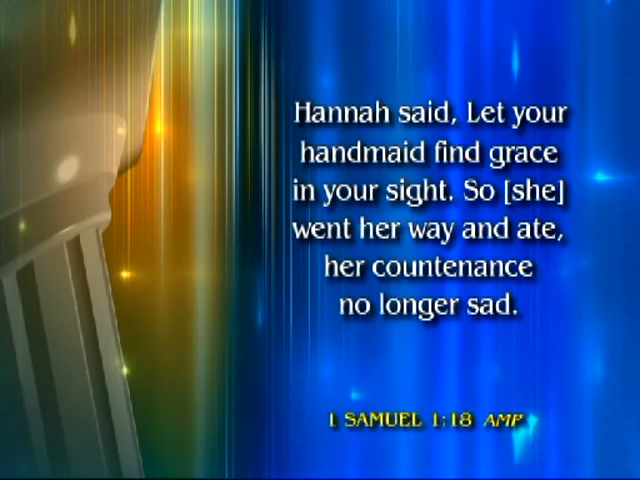 Hannah said, Let your
handmaid find grace
in your sight. So [she]
went her way and ate,
her countenance
no longer sad.
1 SAMUEL 1:18 AMP